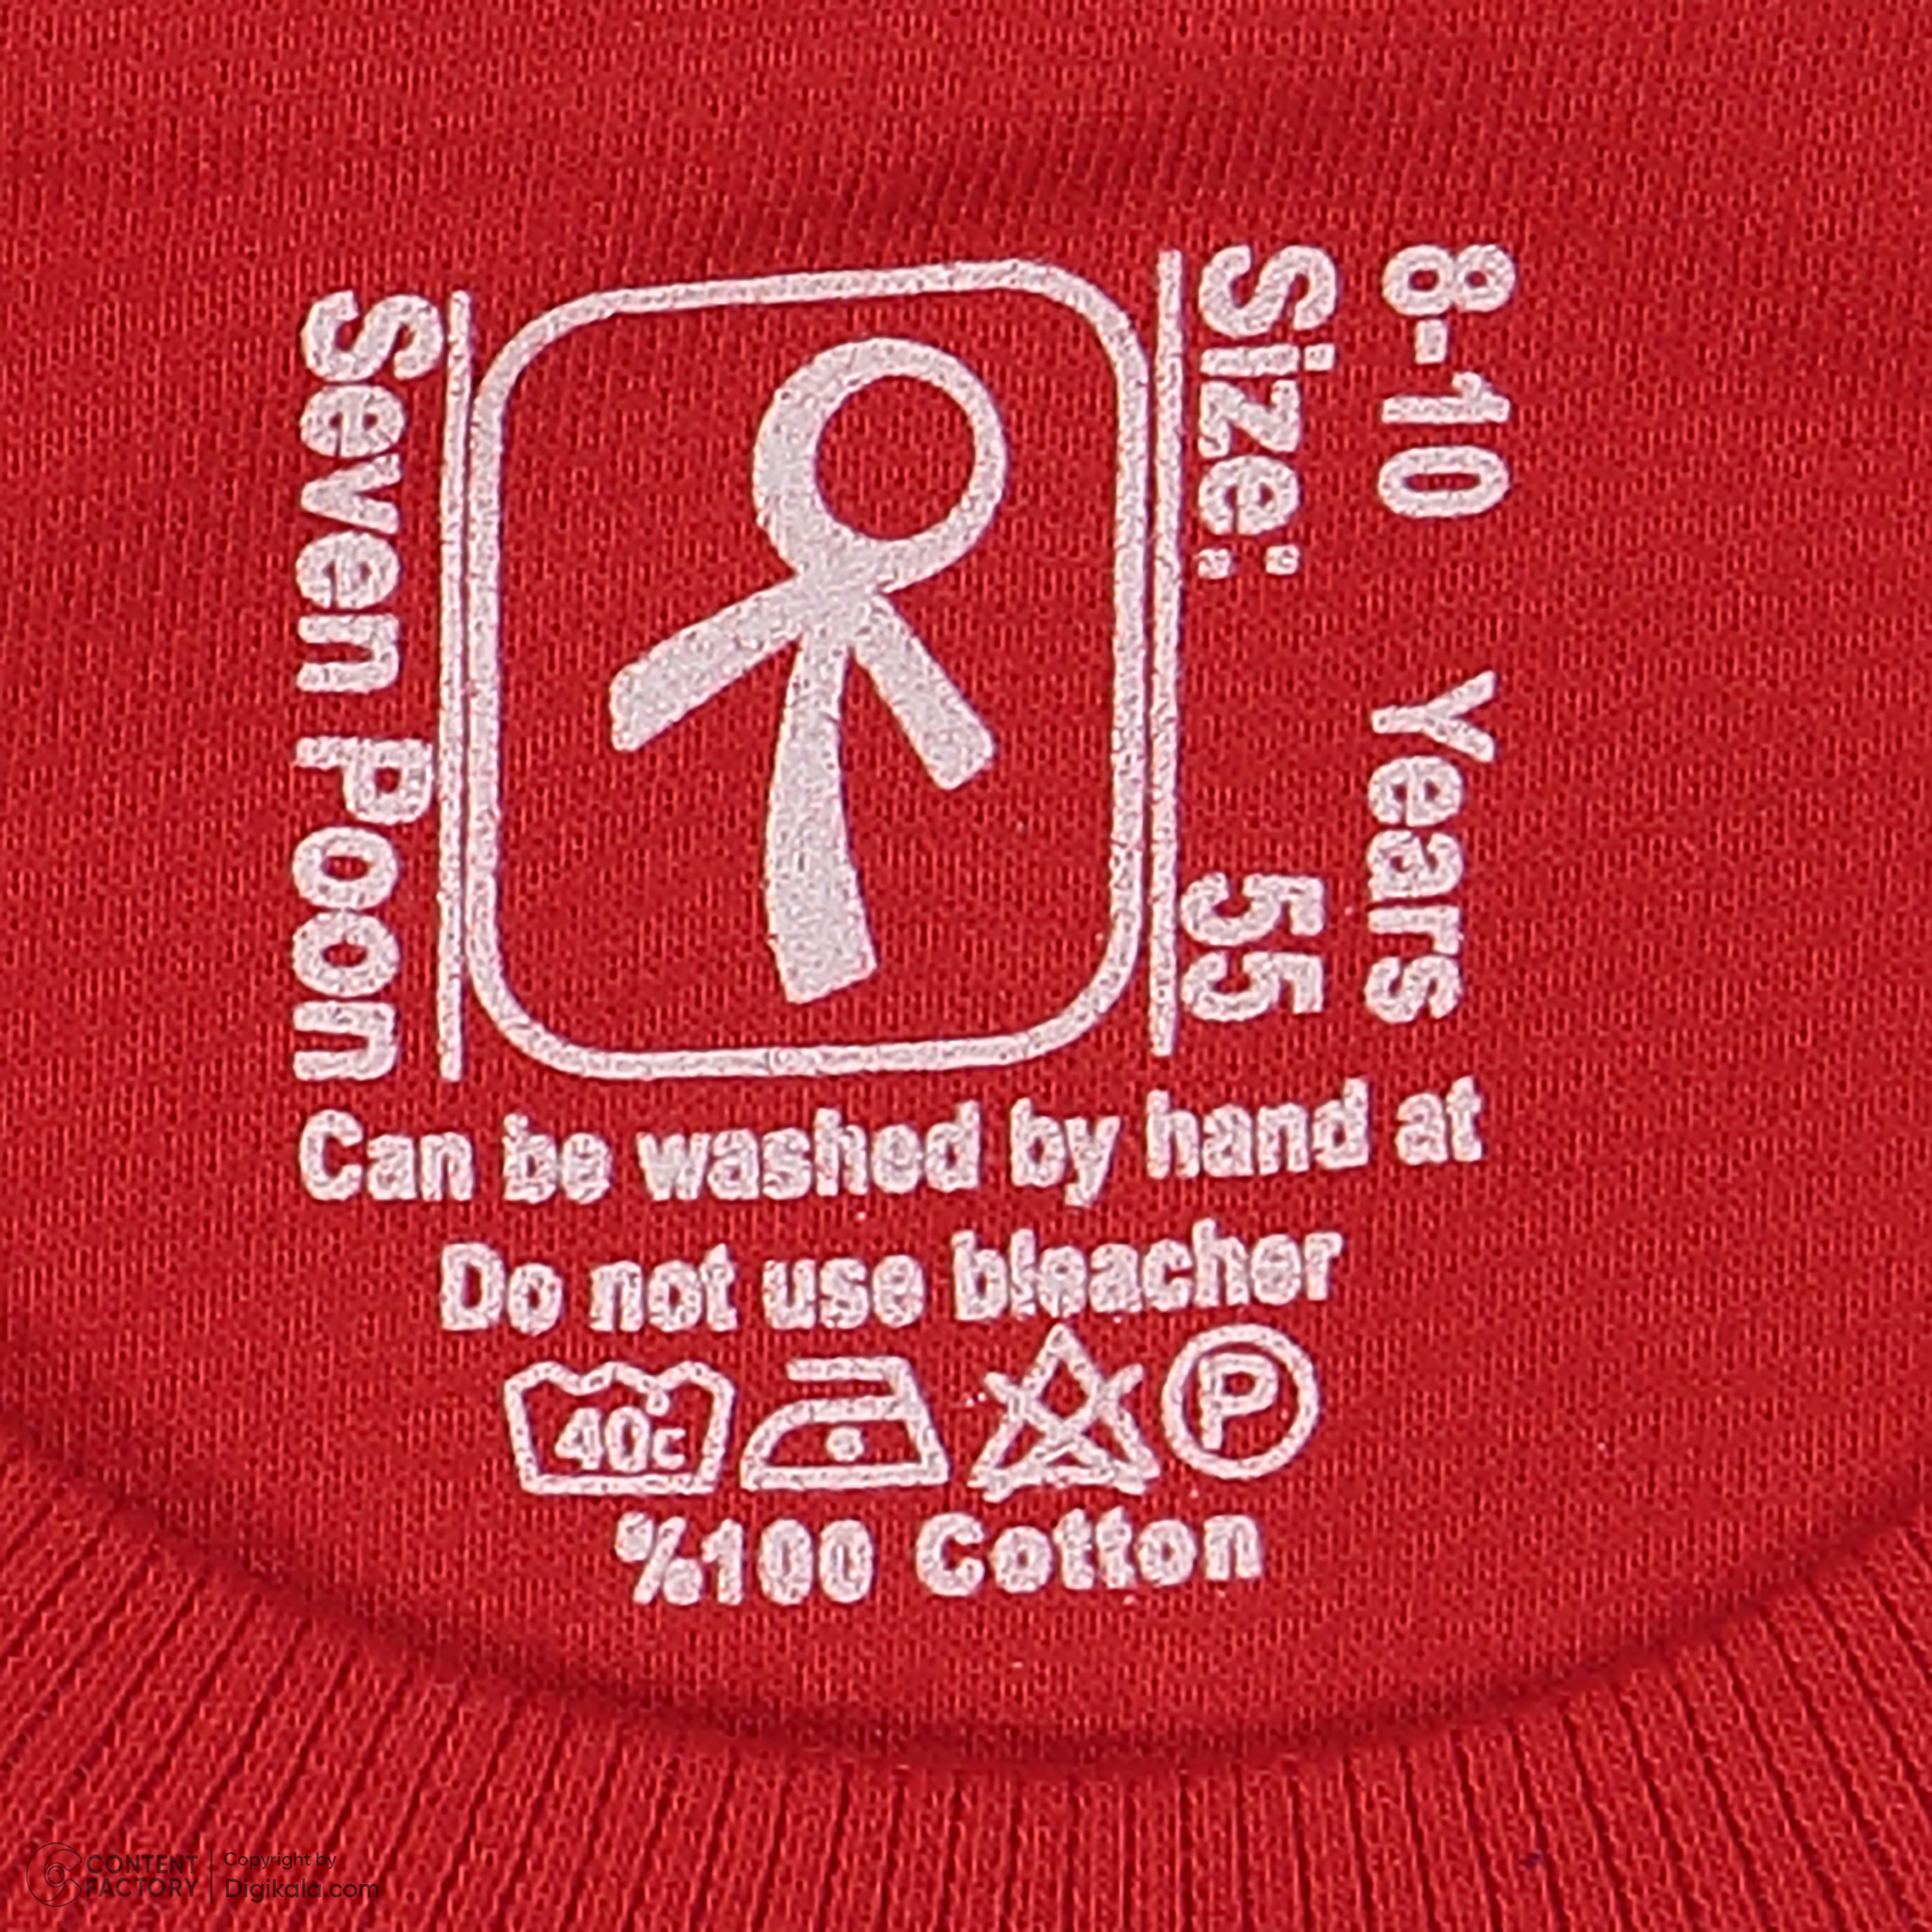 Seven Poon
Size: 55
8-10 Years
Can be washed by hand at
Do not use bleacher
40°c
P
%100 Cotton
CONTENT FACTORY
Copyright by
Digikala.com